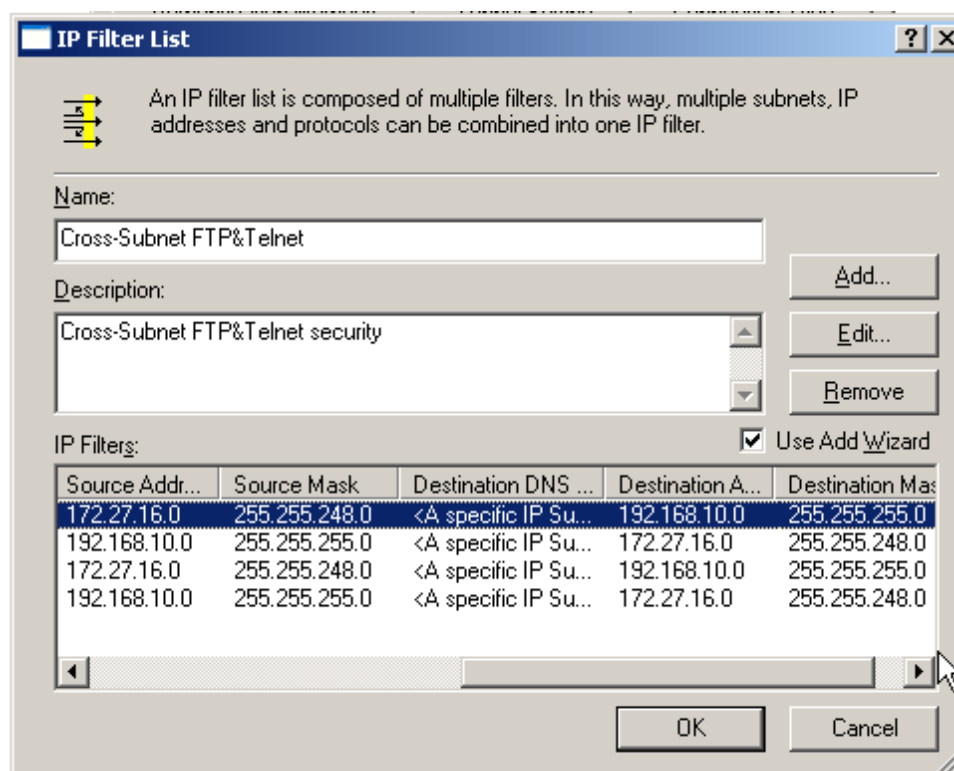 IP Filter List
An IP filter list is composed of multiple filters. In this way, multiple subnets, IP
addresses and protocols can be combined into one IP filter.
Name:
Cross-Subnet FTP&Telnet
Add...
Description:
Cross-Subnet FTP&Telnet security
Edit...
Remove
IP Filters:
Use Add Wizard
Source Addr... Source Mask Destination DNS ... Destination A... Destination Mas
172.27.16.0 255.255.248.0 <A specific IP Su... 192.168.10.0 255.255.255.0
192.168.10.0 255.255.255.0 <A specific IP Su... 172.27.16.0 255.255.248.0
172.27.16.0 255.255.248.0 <A specific IP Su... 192.168.10.0 255.255.255.0
192.168.10.0 255.255.255.0 <A specific IP Su... 172.27.16.0 255.255.248.0
OK Cancel